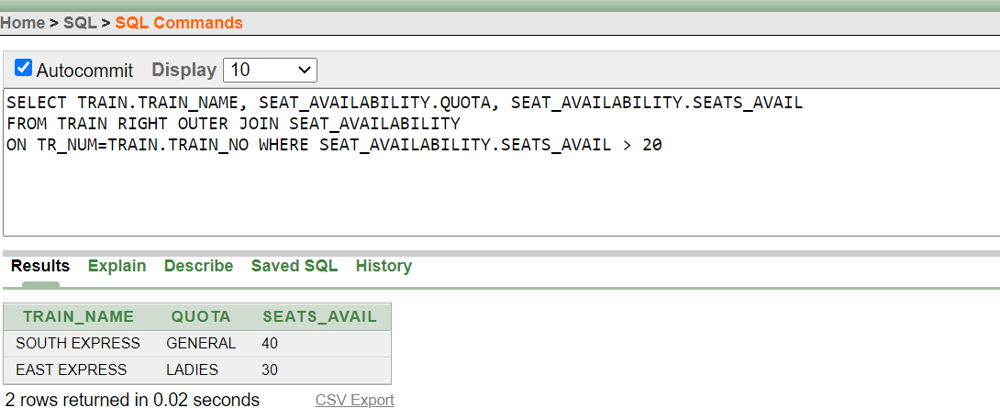 Home > SQL > SQL Commands
Autocommit Display 10
SELECT TRAIN.TRAIN_NAME, SEAT_AVAILABILITY.QUOTA, SEAT_AVAILABILITY.SEATS_AVAIL
FROM TRAIN RIGHT OUTER JOIN SEAT_AVAILABILITY
ON TR_NUM=TRAIN.TRAIN_NO WHERE SEAT_AVAILABILITY.SEATS_AVAIL > 20
Results Explain Describe Saved SQL History
TRAIN_NAME QUOTA SEATS_AVAIL
SOUTH EXPRESS GENERAL 40
EAST EXPRESS LADIES 30
2 rows returned in 0.02 seconds CSV Export